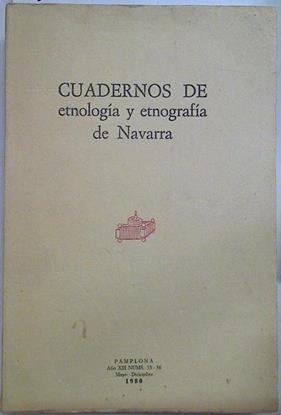 CUADERNOS DE
etnología y etnografía
de Navarra
PAMPLONA
Año XII NUMS. 35 - 36
Mayo - Diciembre
1980